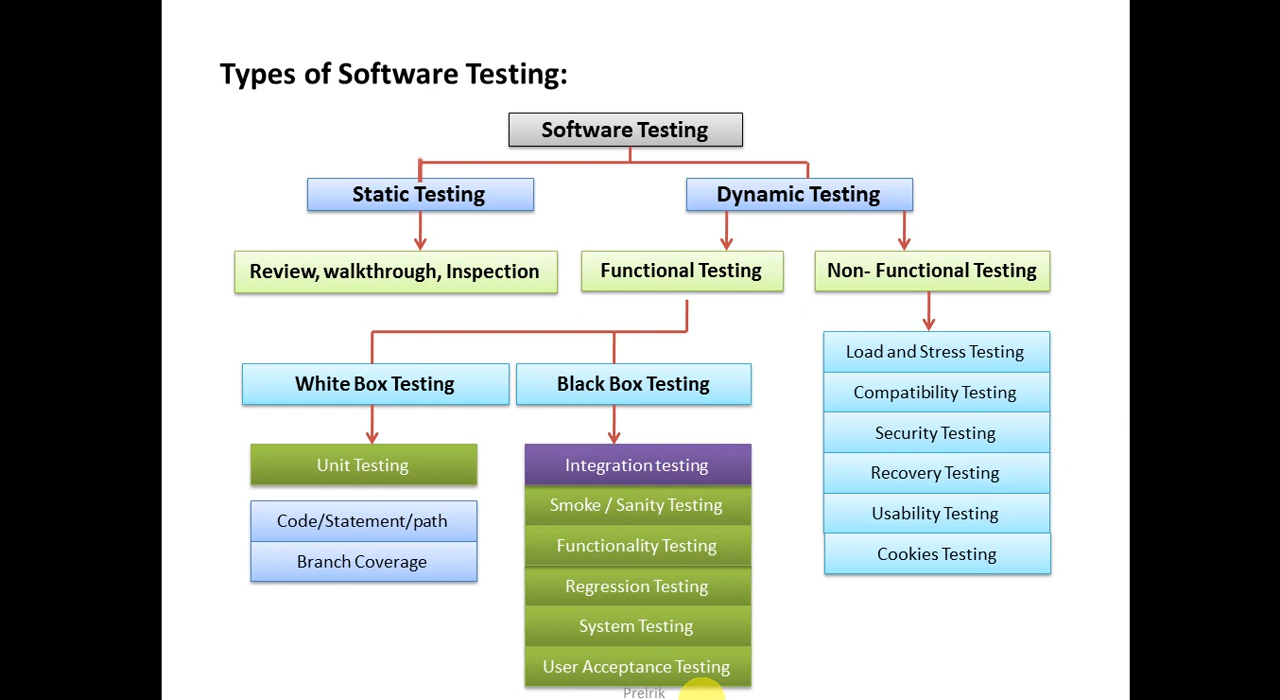 Types of Software Testing:
Software Testing
Static Testing
Dynamic Testing
Review, walkthrough, Inspection
Functional Testing
Non- Functional Testing
White Box Testing
Black Box Testing
Unit Testing
Code/Statement/path
Branch Coverage
Integration testing
Smoke / Sanity Testing
Functionality Testing
Regression Testing
System Testing
User Acceptance Testing
Load and Stress Testing
Compatibility Testing
Security Testing
Recovery Testing
Usability Testing
Cookies Testing